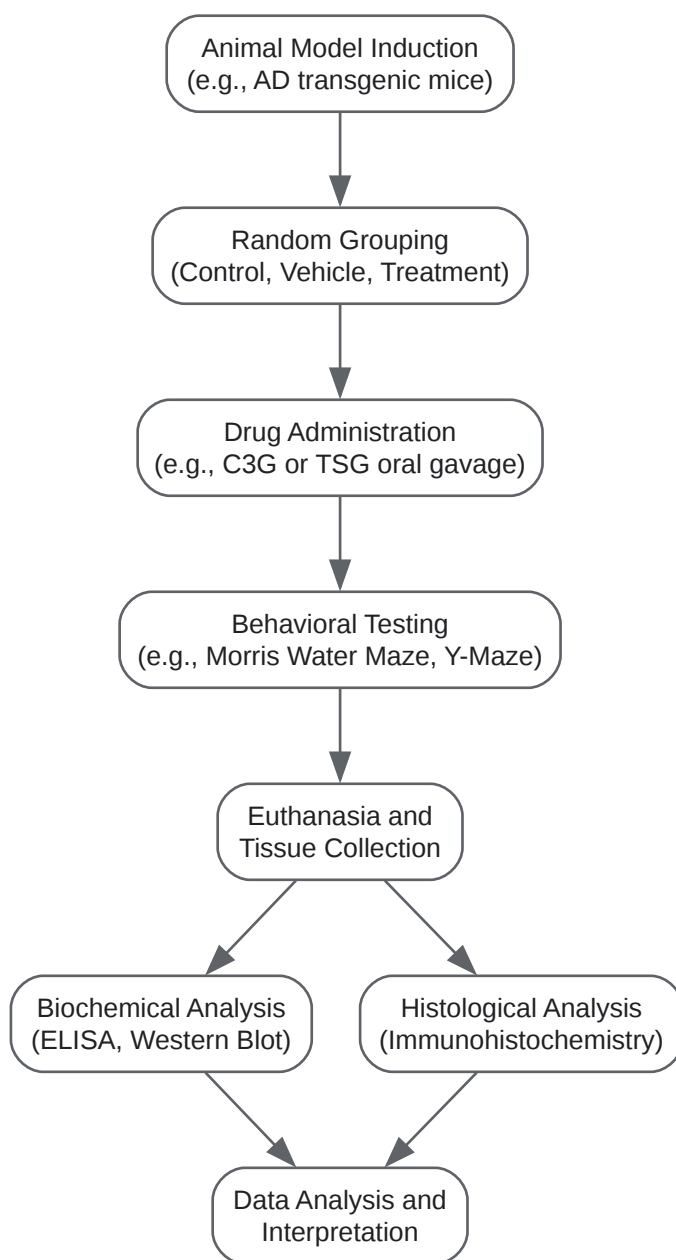 Animal Model Induction
(e.g., AD transgenic mice)
Random Grouping
(Control, Vehicle, Treatment)
Drug Administration
(e.g., C3G or TSG oral gavage)
Behavioral Testing
(e.g., Morris Water Maze, Y-Maze)
Euthanasia and
Tissue Collection
Biochemical Analysis
(ELISA, Western Blot)
Histological Analysis
(Immunohistochemistry)
Data Analysis and
Interpretation